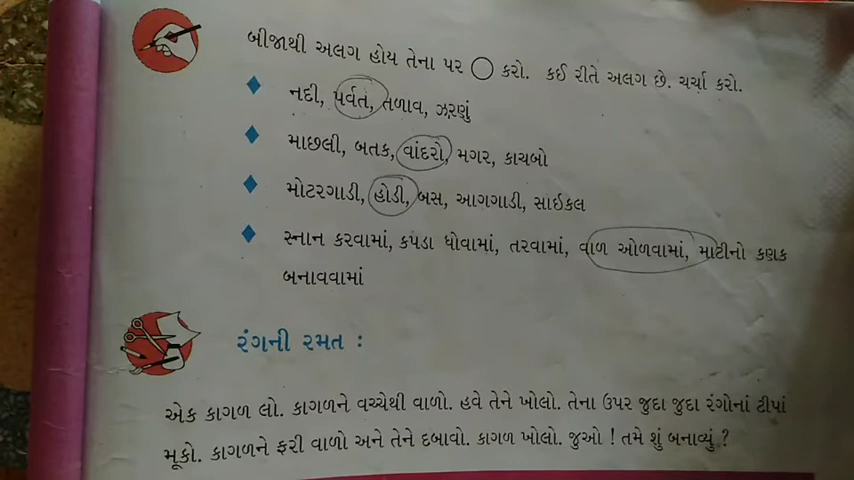 બીજાથી અલગ હોય તેના પર ◯ કરો. કઈ રીતે અલગ છે. ચર્ચા કરો.
નદી, પર્વત, તળાવ, ઝરણું
માછલી, બતક, વાંદરો, મગર, કાચબો
મોટરગાડી, હોડી, બસ, આગગાડી, સાઈકલ
સ્નાન કરવામાં, કપડા ધોવામાં, તરવામાં, વાળ ઓળવામાં, માટીનો કણક
બનાવવામાં
રંગની રમત :
એક કાગળ લો. કાગળને વચ્ચેથી વાળો. હવે તેને ખોલો. તેના ઉપર જુદા જુદા રંગોનાં ટીપાં
મૂકો. કાગળને ફરી વાળો અને તેને દબાવો. કાગળ ખોલો. જુઓ ! તમે શું બનાવ્યું ?